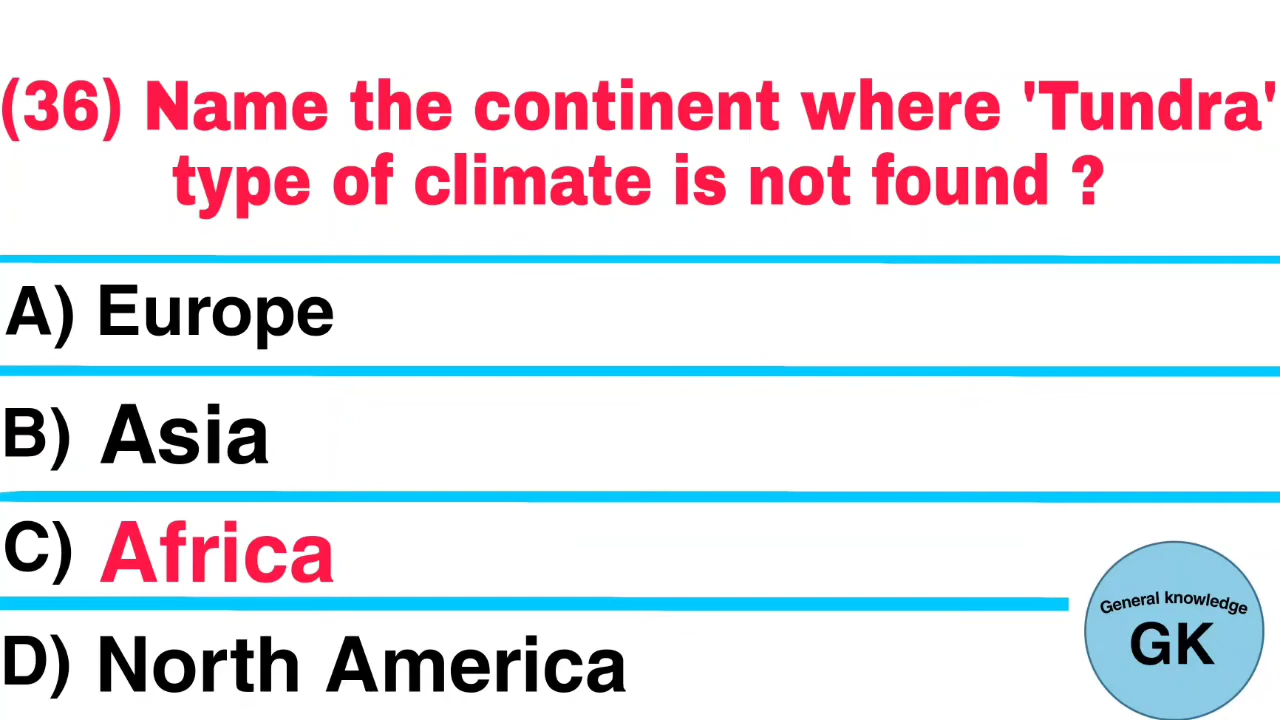 (36) Name the continent where 'Tundra'
type of climate is not found ?
A) Europe
B) Asia
C) Africa
D) North America
General knowledge
GK